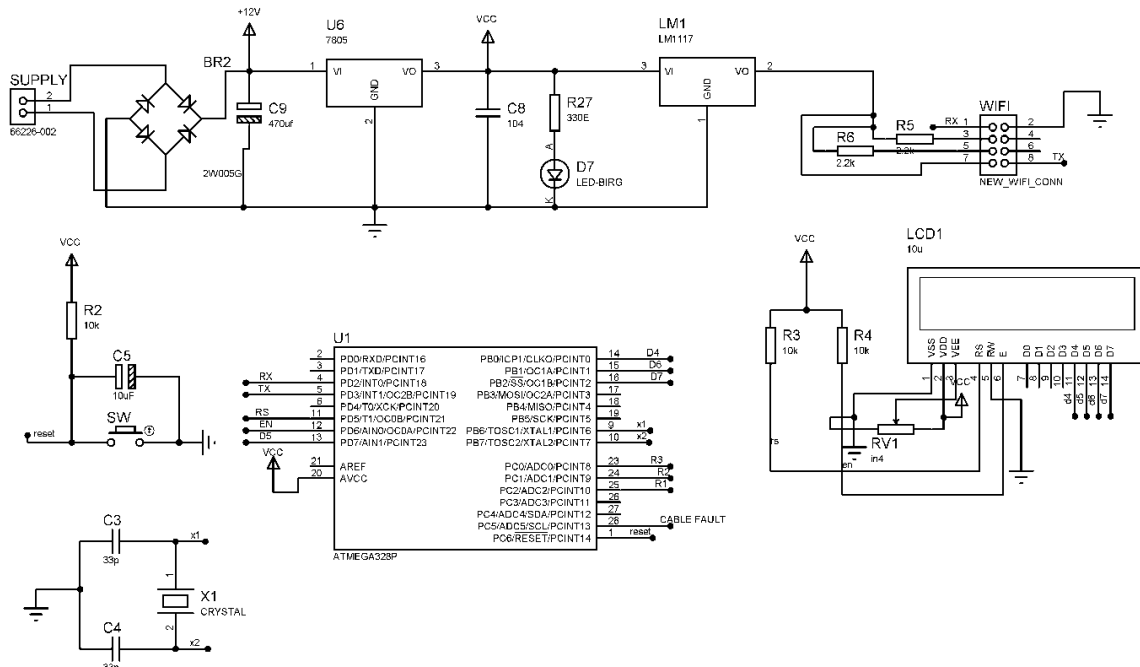 +12V
SUPPLY
2
1
66226-002
BR2
2W005G
C9
470uf
U6
7805
1
VI
VO
3
GND
2
VCC
C8
104
R27
330E
A
D7
LED-BIRG
K
LM1
LM1117
3
VI
VO
2
GND
1
WIFI
RX
1
2
R5
2.2k
3
4
R6
2.2k
5
6
7
8
TX
NEW_WIFI_CONN
VCC
R2
10k
C5
10uF
SW
reset
U1
2
PD0/RXD/PCINT16
3
PD1/TXD/PCINT17
RX
4
PD2/INT0/PCINT18
TX
5
PD3/INT1/OC2B/PCINT19
6
PD4/T0/XCK/PCINT20
RS
11
PD5/T1/OC0B/PCINT21
EN
12
PD6/AIN0/OC0A/PCINT22
D5
13
PD7/AIN1/PCINT23
VCC
21
AREF
20
AVCC
PB0/ICP1/CLKO/PCINT0
14
D4
PB1/OC1A/PCINT1
15
D6
PB2/SS/OC1B/PCINT2
16
D7
PB3/MOSI/OC2A/PCINT3
17
PB4/MISO/PCINT4
18
PB5/SCK/PCINT5
19
PB6/TOSC1/XTAL1/PCINT6
9
x1
PB7/TOSC2/XTAL2/PCINT7
10
x2
PC0/ADC0/PCINT8
23
R3
PC1/ADC1/PCINT9
24
R2
PC2/ADC2/PCINT10
25
R1
PC3/ADC3/PCINT11
26
PC4/ADC4/SDA/PCINT12
27
PC5/ADC5/SCL/PCINT13
28
CABLE FAULT
PC6/RESET/PCINT14
1
reset
ATMEGA328P
VCC
R3
10k
R4
10k
rs
en
LCD1
10u
VSS
VDD
VEE
RS
RW
E
D0
D1
D2
D3
D4
D5
D6
D7
1
2
3
4
5
6
7
8
9
10
11
12
13
14
VCC
d4
d5
d6
d7
RV1
in4
C3
33p
x1
1
X1
CRYSTAL
2
C4
x2
33p